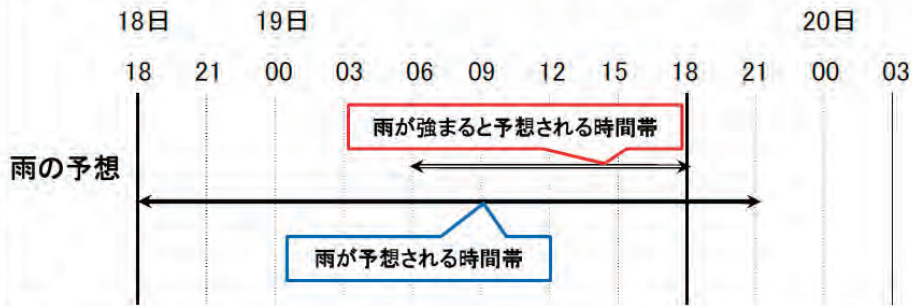 18日 19日 20日
18 21 00 03 06 09 12 15 18 21 00 03
雨が強まると予想される時間帯
雨の予想
雨が予想される時間帯